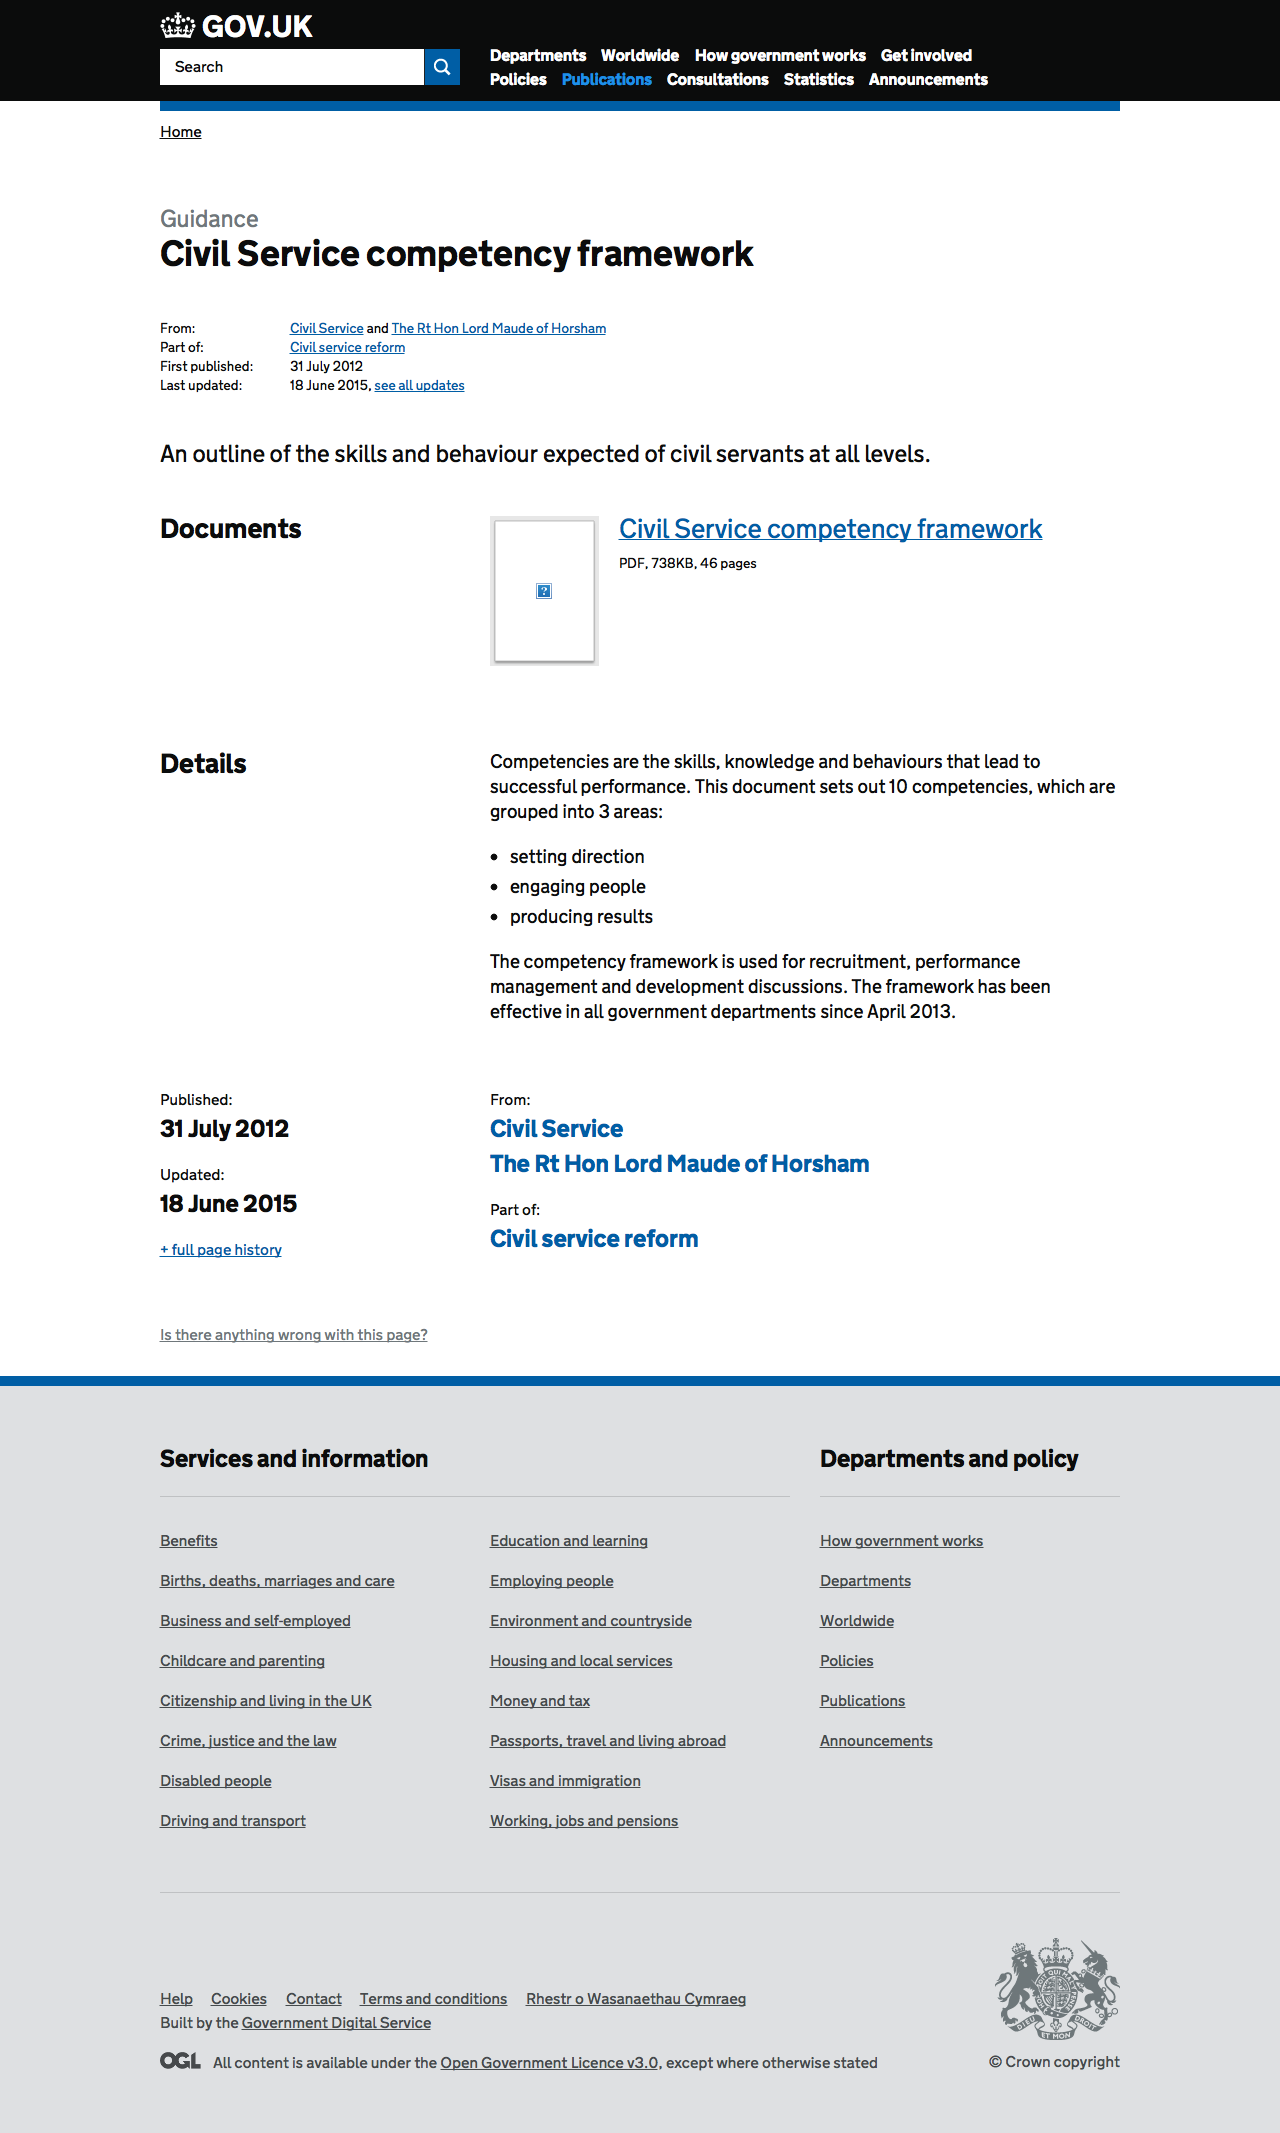 GOV.UK
Search
Departments Worldwide How government works Get involved
Policies Publications Consultations Statistics Announcements
Home
Guidance
Civil Service competency framework
From: Civil Service and The Rt Hon Lord Maude of Horsham
Part of: Civil service reform
First published: 31 July 2012
Last updated: 18 June 2015, see all updates
An outline of the skills and behaviour expected of civil servants at all levels.
Documents
Civil Service competency framework
PDF, 738KB, 46 pages
?
Details
Competencies are the skills, knowledge and behaviours that lead to
successful performance. This document sets out 10 competencies, which are
grouped into 3 areas:
• setting direction
• engaging people
• producing results
The competency framework is used for recruitment, performance
management and development discussions. The framework has been
effective in all government departments since April 2013.
Published:
31 July 2012
Updated:
18 June 2015
+ full page history
From:
Civil Service
The Rt Hon Lord Maude of Horsham
Part of:
Civil service reform
Is there anything wrong with this page?
Services and information
Benefits
Births, deaths, marriages and care
Business and self-employed
Childcare and parenting
Citizenship and living in the UK
Crime, justice and the law
Disabled people
Driving and transport
Education and learning
Employing people
Environment and countryside
Housing and local services
Money and tax
Passports, travel and living abroad
Visas and immigration
Working, jobs and pensions
Departments and policy
How government works
Departments
Worldwide
Policies
Publications
Announcements
Help Cookies Contact Terms and conditions Rhestr o Wasanaethau Cymraeg
Built by the Government Digital Service
OGL All content is available under the Open Government Licence v3.0, except where otherwise stated
DIEU ET MON DROIT
© Crown copyright